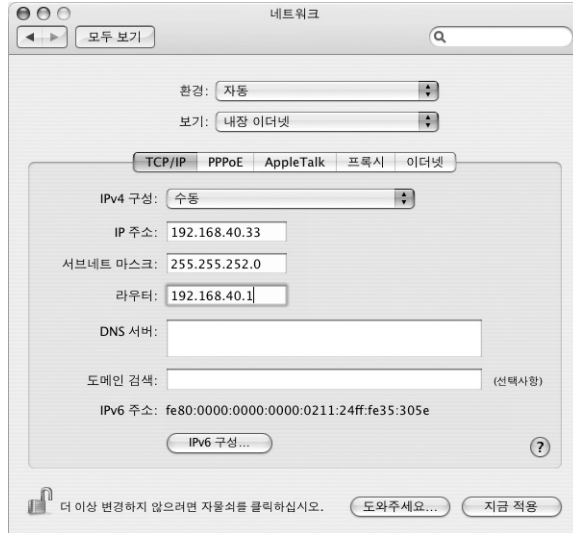 네트워크
모두 보기
환경: 자동
보기: 내장 이더넷
TCP/IP PPPoE AppleTalk 프록시 이더넷
IPv4 구성: 수동
IP 주소: 192.168.40.33
서브네트 마스크: 255.255.252.0
라우터: 192.168.40.1
DNS 서버:
도메인 검색: (선택사항)
IPv6 주소: fe80:0000:0000:0000:0211:24ff:fe35:305e
IPv6 구성... ?
더 이상 변경하지 않으려면 자물쇠를 클릭하십시오. 도와주세요... 지금 적용